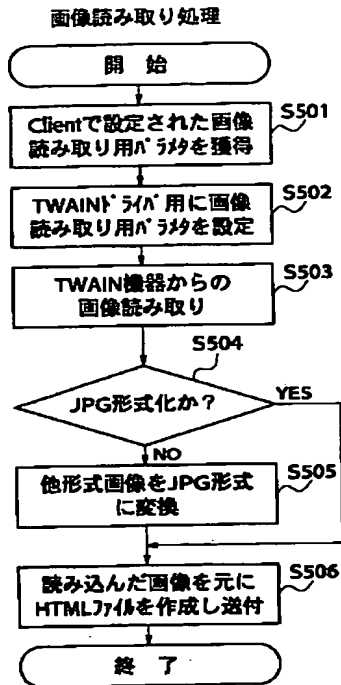 画像読み取り処理
開 始
S501
Clientで設定された画像
読み取り用パラメタを獲得
S502
TWAINドライバ用に画像
読み取り用パラメタを設定
S503
TWAIN機器からの
画像読み取り
S504
JPG形式化か？
YES
NO
S505
他形式画像をJPG形式
に変換
S506
読み込んだ画像を元に
HTMLファイルを作成し送付
終 了